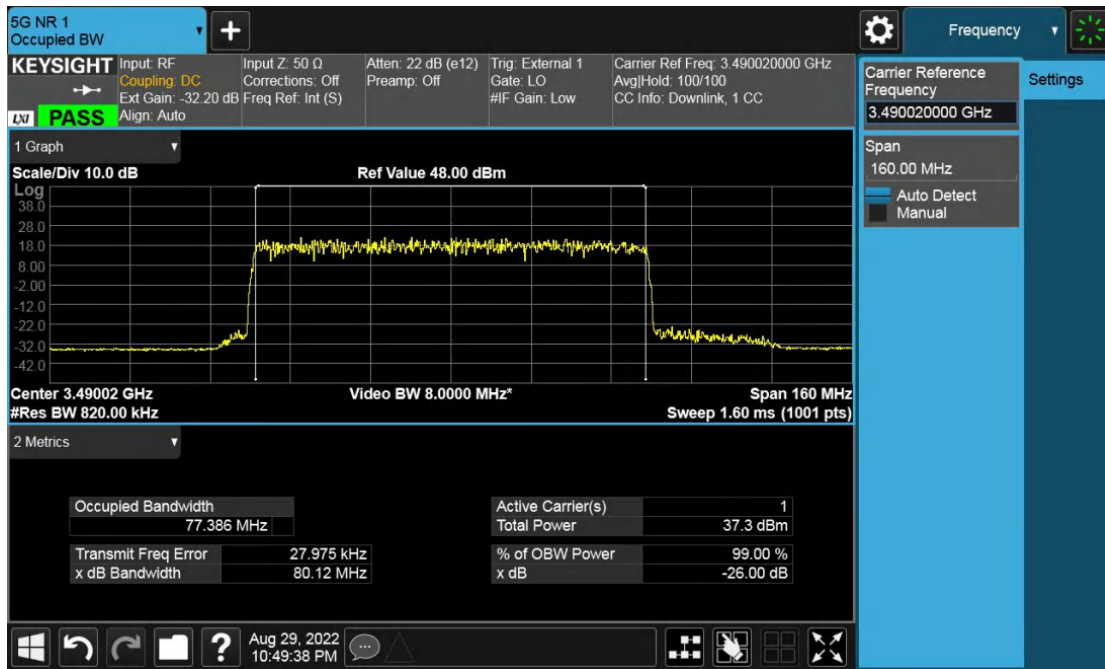 5G NR 1
Occupied BW
+
Frequency
KEYSIGHT
LXI PASS
Input: RF
Coupling: DC
Ext Gain: -32.20 dB
Align: Auto
Input Z: 50 Ω
Corrections: Off
Freq Ref: Int (S)
Atten: 22 dB (e12)
Preamp: Off
Trig: External 1
Gate: LO
#IF Gain: Low
Carrier Ref Freq: 3.490020000 GHz
Avg|Hold: 100/100
CC Info: Downlink, 1 CC
Carrier Reference
Frequency
3.490020000 GHz
Settings
Span
160.00 MHz
Auto Detect
Manual
1 Graph
Scale/Div 10.0 dB
Ref Value 48.00 dBm
Log
38.0
28.0
18.0
8.00
-2.00
-12.0
-22.0
-32.0
-42.0
Center 3.49002 GHz
Video BW 8.0000 MHz*
Span 160 MHz
#Res BW 820.00 kHz
Sweep 1.60 ms (1001 pts)
2 Metrics
Occupied Bandwidth
77.386 MHz
Transmit Freq Error 27.975 kHz
x dB Bandwidth 80.12 MHz
Active Carrier(s) 1
Total Power 37.3 dBm
% of OBW Power 99.00 %
x dB -26.00 dB
?
Aug 29, 2022
10:49:38 PM